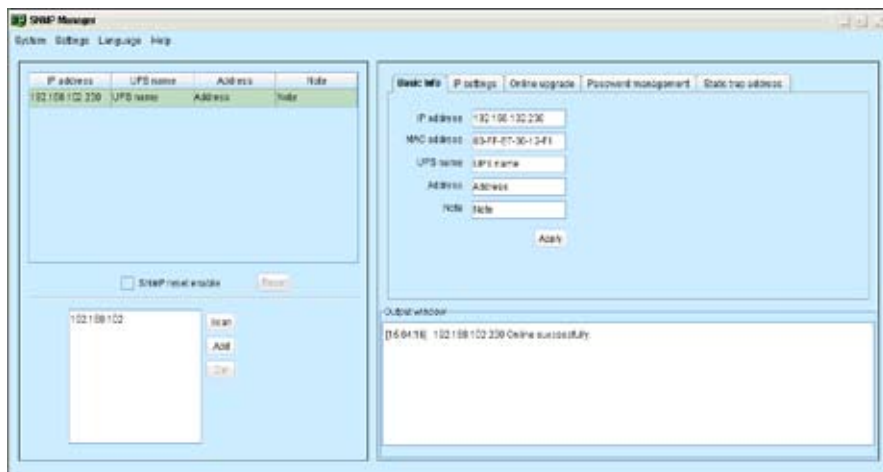 SNMP Manager
System Settings Language Help
IP address UPS name Address Note
192.168.102.230 UPS name Address Note
SNMP reset enable Reset
192.168.102
Scan
Add
Del
Basic Info IP settings Online upgrade Password management State trap address
IP address 192.168.102.230
MAC address
UPS name UPS name
Address Address
Note Note
Apply
Output window
192.168.102.230 Online successfully